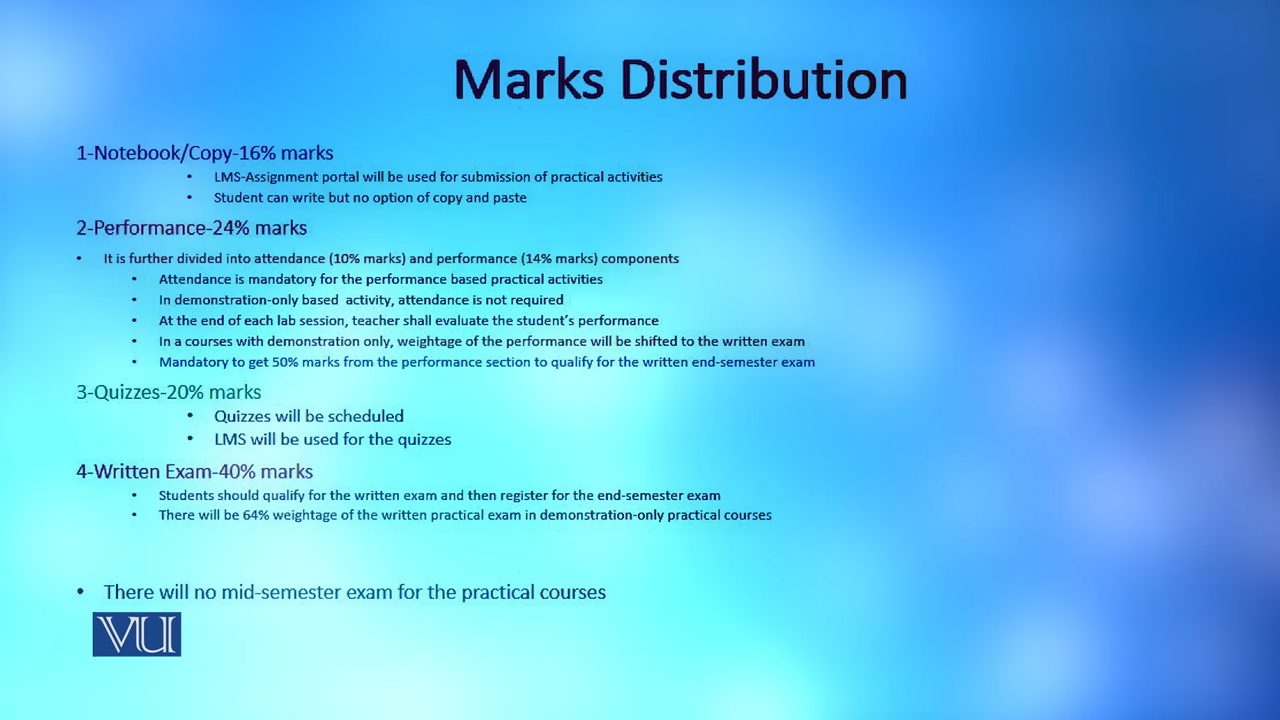 Marks Distribution
1-Notebook/Copy-16% marks
• LMS-Assignment portal will be used for submission of practical activities
• Student can write but no option of copy and paste
2-Performance-24% marks
• It is further divided into attendance (10% marks) and performance (14% marks) components
• Attendance is mandatory for the performance based practical activities
• In demonstration-only based activity, attendance is not required
• At the end of each lab session, teacher shall evaluate the student's performance
• In a courses with demonstration only, weightage of the performance will be shifted to the written exam
• Mandatory to get 50% marks from the performance section to qualify for the written end-semester exam
3-Quizzes-20% marks
• Quizzes will be scheduled
• LMS will be used for the quizzes
4-Written Exam-40% marks
• Students should qualify for the written exam and then register for the end-semester exam
• There will be 64% weightage of the written practical exam in demonstration-only practical courses
• There will no mid-semester exam for the practical courses
VU